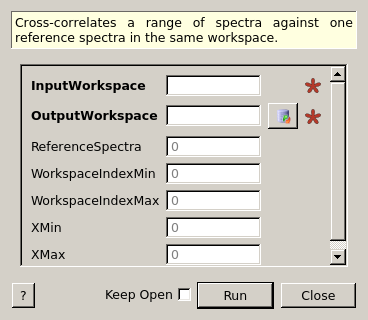 Cross-correlates a range of spectra against one
reference spectra in the same workspace.
InputWorkspace
OutputWorkspace
ReferenceSpectra 0
WorkspaceIndexMin 0
WorkspaceIndexMax 0
XMin 0
XMax 0
? Keep Open Run Close